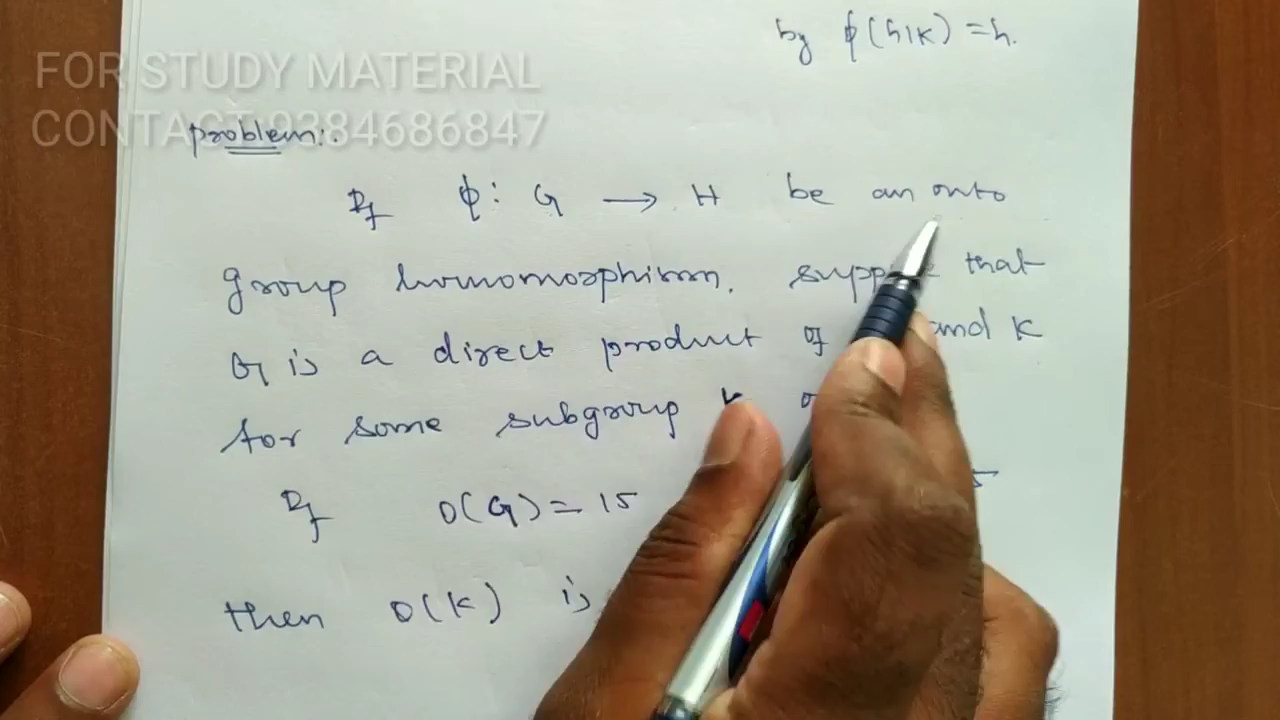 by ϕ(h,k) = h.
FOR STUDY MATERIAL
CONTACT 9384686847
problem:.
If ϕ: G → H be an onto
group homomorphism. that
G is a direct product of and K
for some subgroup
If O(G) = 15
then O(K) is